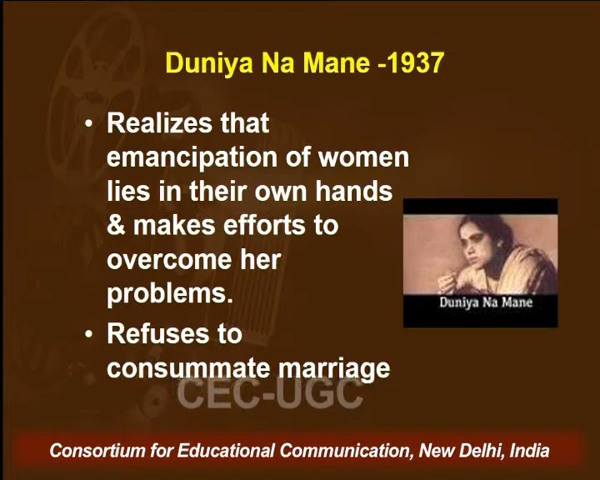 Duniya Na Mane -1937
• Realizes that
emancipation of women
lies in their own hands
& makes efforts to
overcome her
problems.
Duniya Na Mane
• Refuses to
consummate marriage
CEC-UGC
Consortium for Educational Communication, New Delhi, India